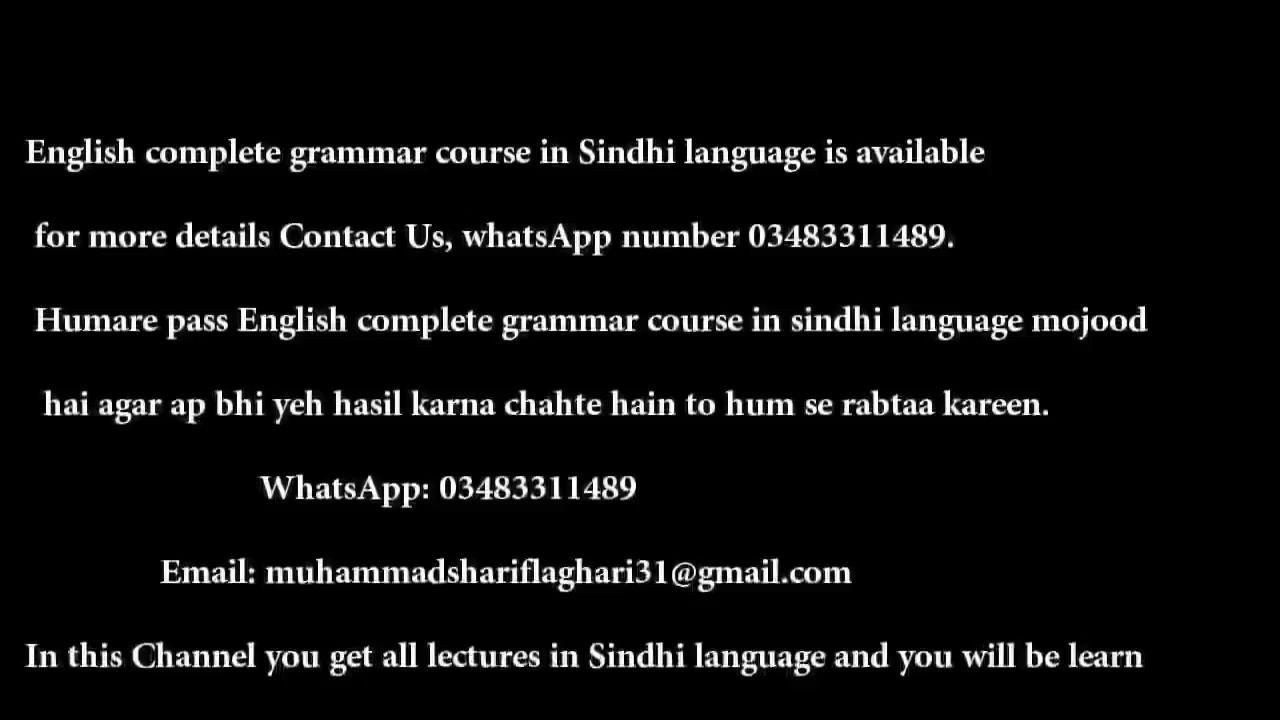 English complete grammar course in Sindhi language is available
for more details Contact Us, whatsApp number 03483311489.
Humare pass English complete grammar course in sindhi language mojood
hai agar ap bhi yeh hasil karna chahte hain to hum se rabtaa kareen.
WhatsApp: 03483311489
Email: muhammadshariflaghari31@gmail.com
In this Channel you get all lectures in Sindhi language and you will be learn